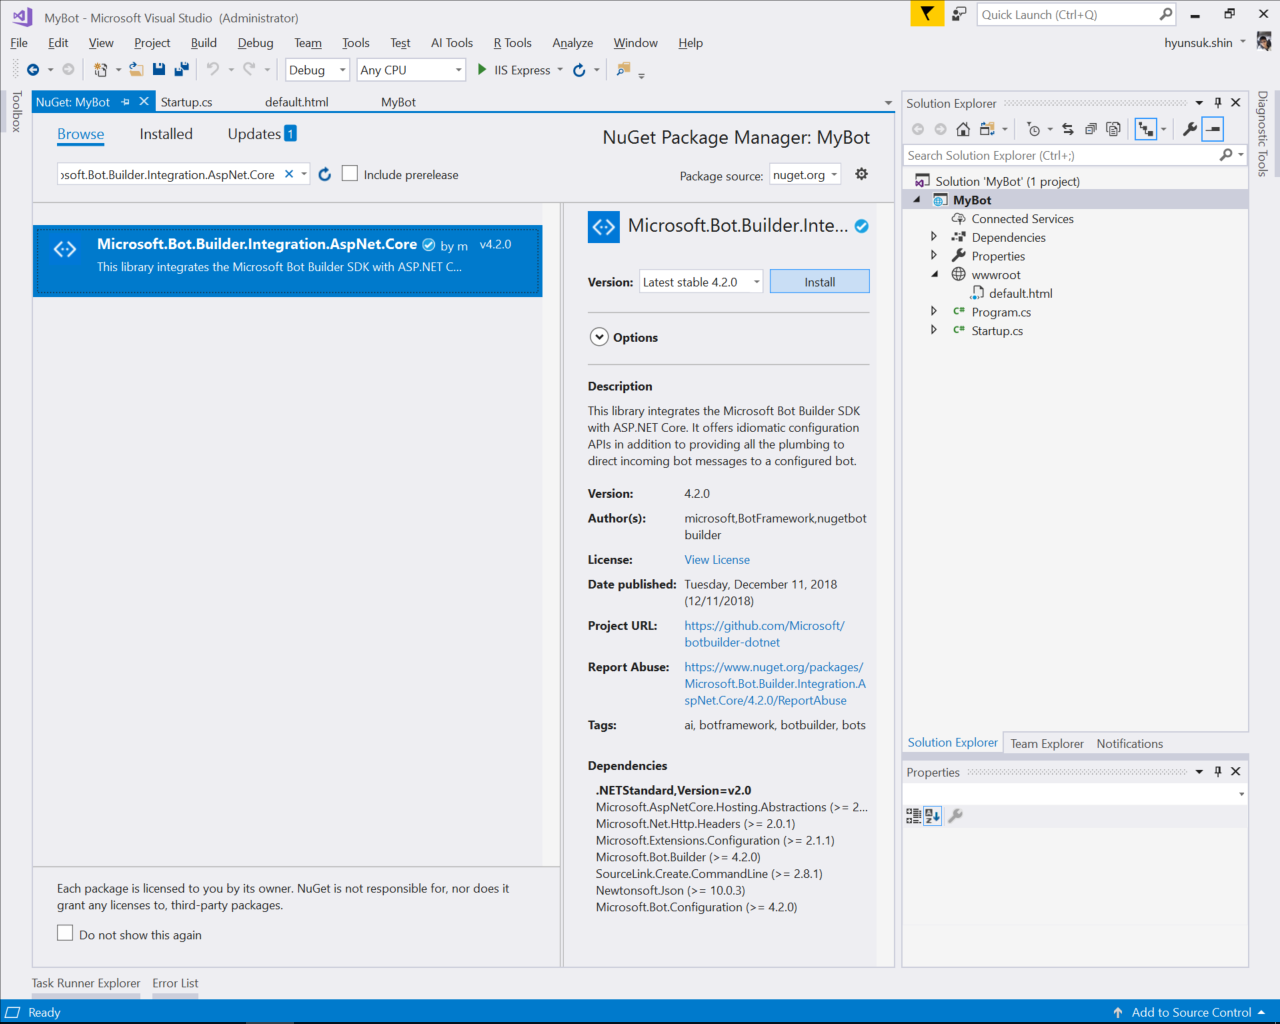 MyBot - Microsoft Visual Studio (Administrator)
Quick Launch (Ctrl+Q)
File Edit View Project Build Debug Team Tools Test AI Tools R Tools Analyze Window Help
hyunsuk.shin
Debug Any CPU IIS Express
Toolbox
NuGet: MyBot Startup.cs default.html MyBot
Browse Installed Updates 1
NuGet Package Manager: MyBot
osoft.Bot.Builder.Integration.AspNet.Core
Include prerelease
Package source: nuget.org
Microsoft.Bot.Builder.Integration.AspNet.Core by m v4.2.0
This library integrates the Microsoft Bot Builder SDK with ASP.NET C...
Each package is licensed to you by its owner. NuGet is not responsible for, nor does it
grant any licenses to, third-party packages.
Do not show this again
Microsoft.Bot.Builder.Inte...
Version: Latest stable 4.2.0 Install
Options
Description
This library integrates the Microsoft Bot Builder SDK
with ASP.NET Core. It offers idiomatic configuration
APIs in addition to providing all the plumbing to
direct incoming bot messages to a configured bot.
Version: 4.2.0
Author(s): microsoft,BotFramework,nugetbot
builder
License: View License
Date published: Tuesday, December 11, 2018
(12/11/2018)
Project URL: https://github.com/Microsoft/
botbuilder-dotnet
Report Abuse: https://www.nuget.org/packages/
Microsoft.Bot.Builder.Integration.A
spNet.Core/4.2.0/ReportAbuse
Tags: ai, botframework, botbuilder, bots
Dependencies
.NETStandard,Version=v2.0
Microsoft.AspNetCore.Hosting.Abstractions (>= 2...
Microsoft.Net.Http.Headers (>= 2.0.1)
Microsoft.Extensions.Configuration (>= 2.1.1)
Microsoft.Bot.Builder (>= 4.2.0)
SourceLink.Create.CommandLine (>= 2.8.1)
Newtonsoft.Json (>= 10.0.3)
Microsoft.Bot.Configuration (>= 4.2.0)
Solution Explorer
Search Solution Explorer (Ctrl+;)
Solution 'MyBot' (1 project)
MyBot
Connected Services
Dependencies
Properties
wwwroot
default.html
C# Program.cs
C# Startup.cs
Solution Explorer Team Explorer Notifications
Properties
Diagnostic Tools
Task Runner Explorer Error List
Ready
Add to Source Control